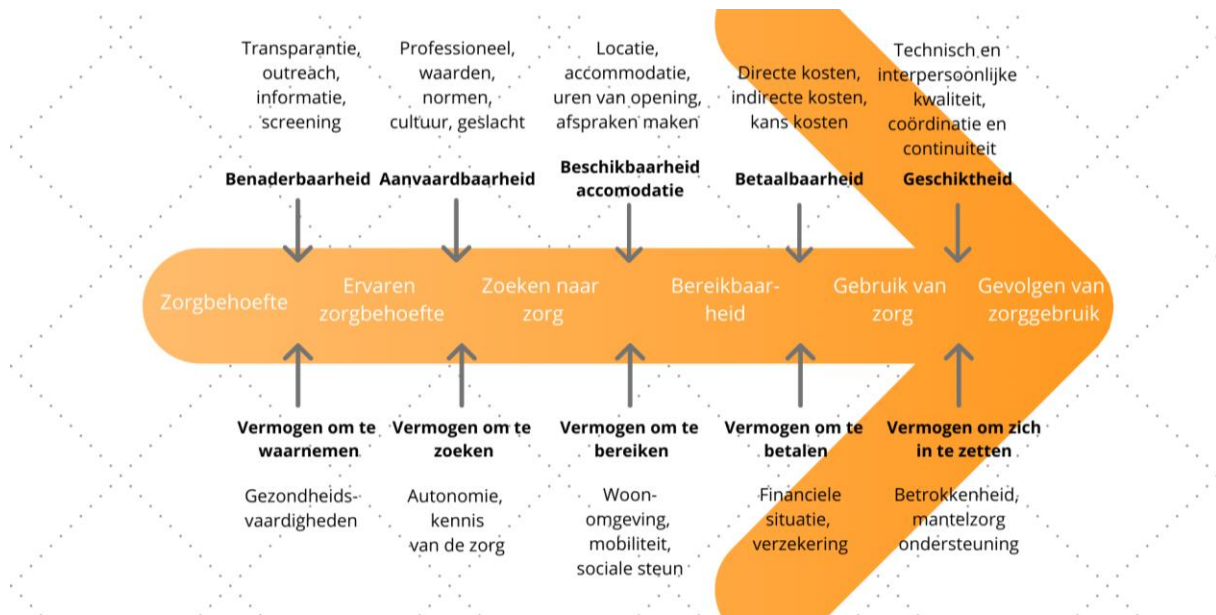 Transparantie,
outreach,
informatie,
screening
Benaderbaarheid
Professioneel,
waarden,
normen,
cultuur, geslacht
Aanvaardbaarheid
Locatie,
accommodatie,
uren van opening,
afspraken maken
Beschikbaarheid
accomodatie
Directe kosten,
indirecte kosten,
kans kosten
Betaalbaarheid
Technisch en
interpersoonlijke
kwaliteit,
coördinatie en
continuiteit
Geschiktheid
Zorgbehoefte
Ervaren
zorgbehoefte
Zoeken naar
zorg
Bereikbaar-
heid
Gebruik van
zorg
Gevolgen van
zorggebruik
Vermogen om te
waarnemen
Gezondheids-
vaardigheden
Vermogen om te
zoeken
Autonomie,
kennis
van de zorg
Vermogen om te
bereiken
Woon-
omgeving,
mobiliteit,
sociale steun
Vermogen om te
betalen
Financiele
situatie,
verzekering
Vermogen om zich
in te zetten
Betrokkenheid,
mantelzorg
ondersteuning